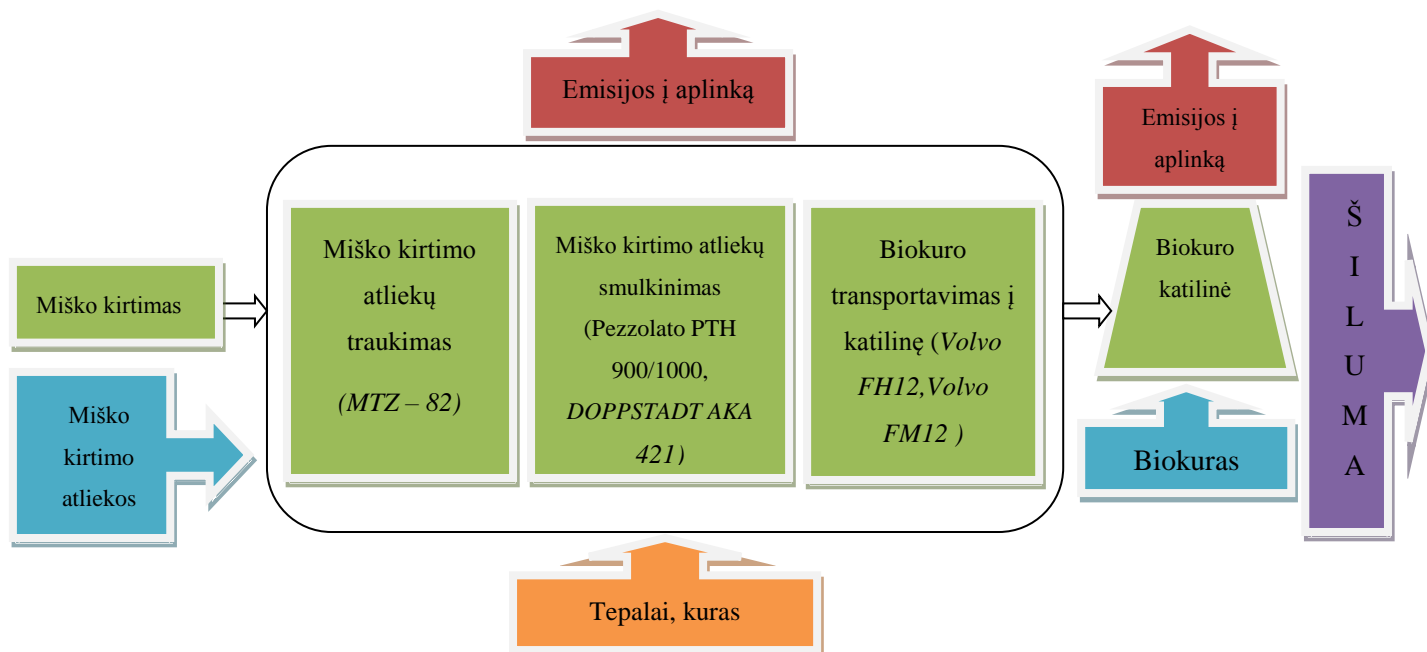 Emisijos į aplinką
Emisijos į
aplinką
Miško kirtimas
Miško
kirtimo
atliekos
Miško kirtimo
atliekų
traukimas
(MTZ – 82)
Miško kirtimo atliekų
smulkinimas
(Pezzolato PTH
900/1000,
DOPPSTADT AKA
421)
Biokuro
transportavimas į
katilinę (Volvo
FH12,Volvo
FM12 )
Biokuro
katilinė
Biokuras
Š
I
L
U
M
A
Tepalai, kuras